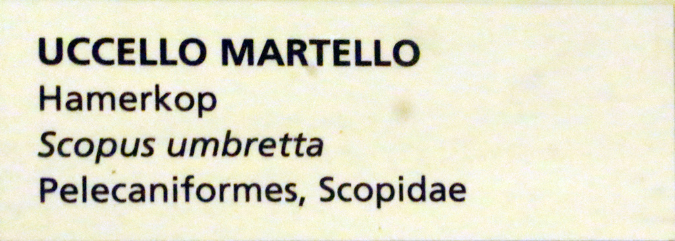 UCCELLO MARTELLO
Hamerkop
Scopus umbretta
Pelecaniformes, Scopidae